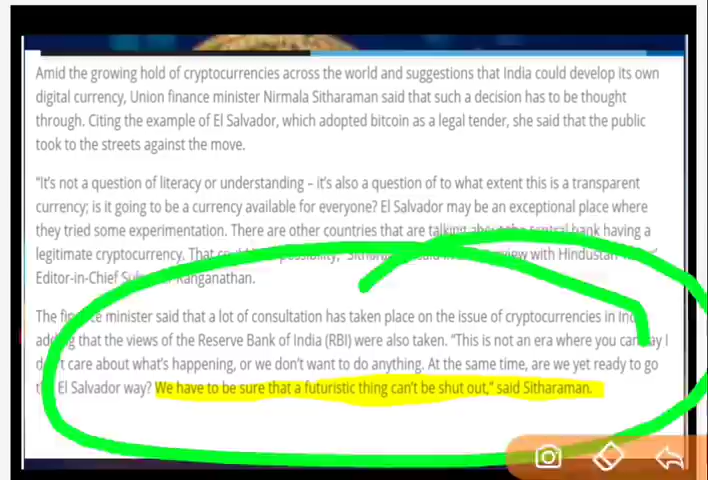 Amid the growing hold of cryptocurrencies across the world and suggestions that India could develop its own
digital currency, Union finance minister Nirmala Sitharaman said that such a decision has to be thought
through. Citing the example of El Salvador, which adopted bitcoin as a legal tender, she said that the public
took to the streets against the move.
“It’s not a question of literacy or understanding – it’s also a question of to what extent this is a transparent
currency; is it going to be a currency available for everyone? El Salvador may be an exceptional place where
they tried some experimentation. There are other countries that are talking about the central bank having a
legitimate cryptocurrency. That possibility,” interview with Hindustan
Editor-in-Chief Ranganathan.
The finance minister said that a lot of consultation has taken place on the issue of cryptocurrencies in
adding that the views of the Reserve Bank of India (RBI) were also taken. “This is not an era where you can say I
don’t care about what’s happening, or we don’t want to do anything. At the same time, are we yet ready to go
El Salvador way? We have to be sure that a futuristic thing can’t be shut out,” said Sitharaman.